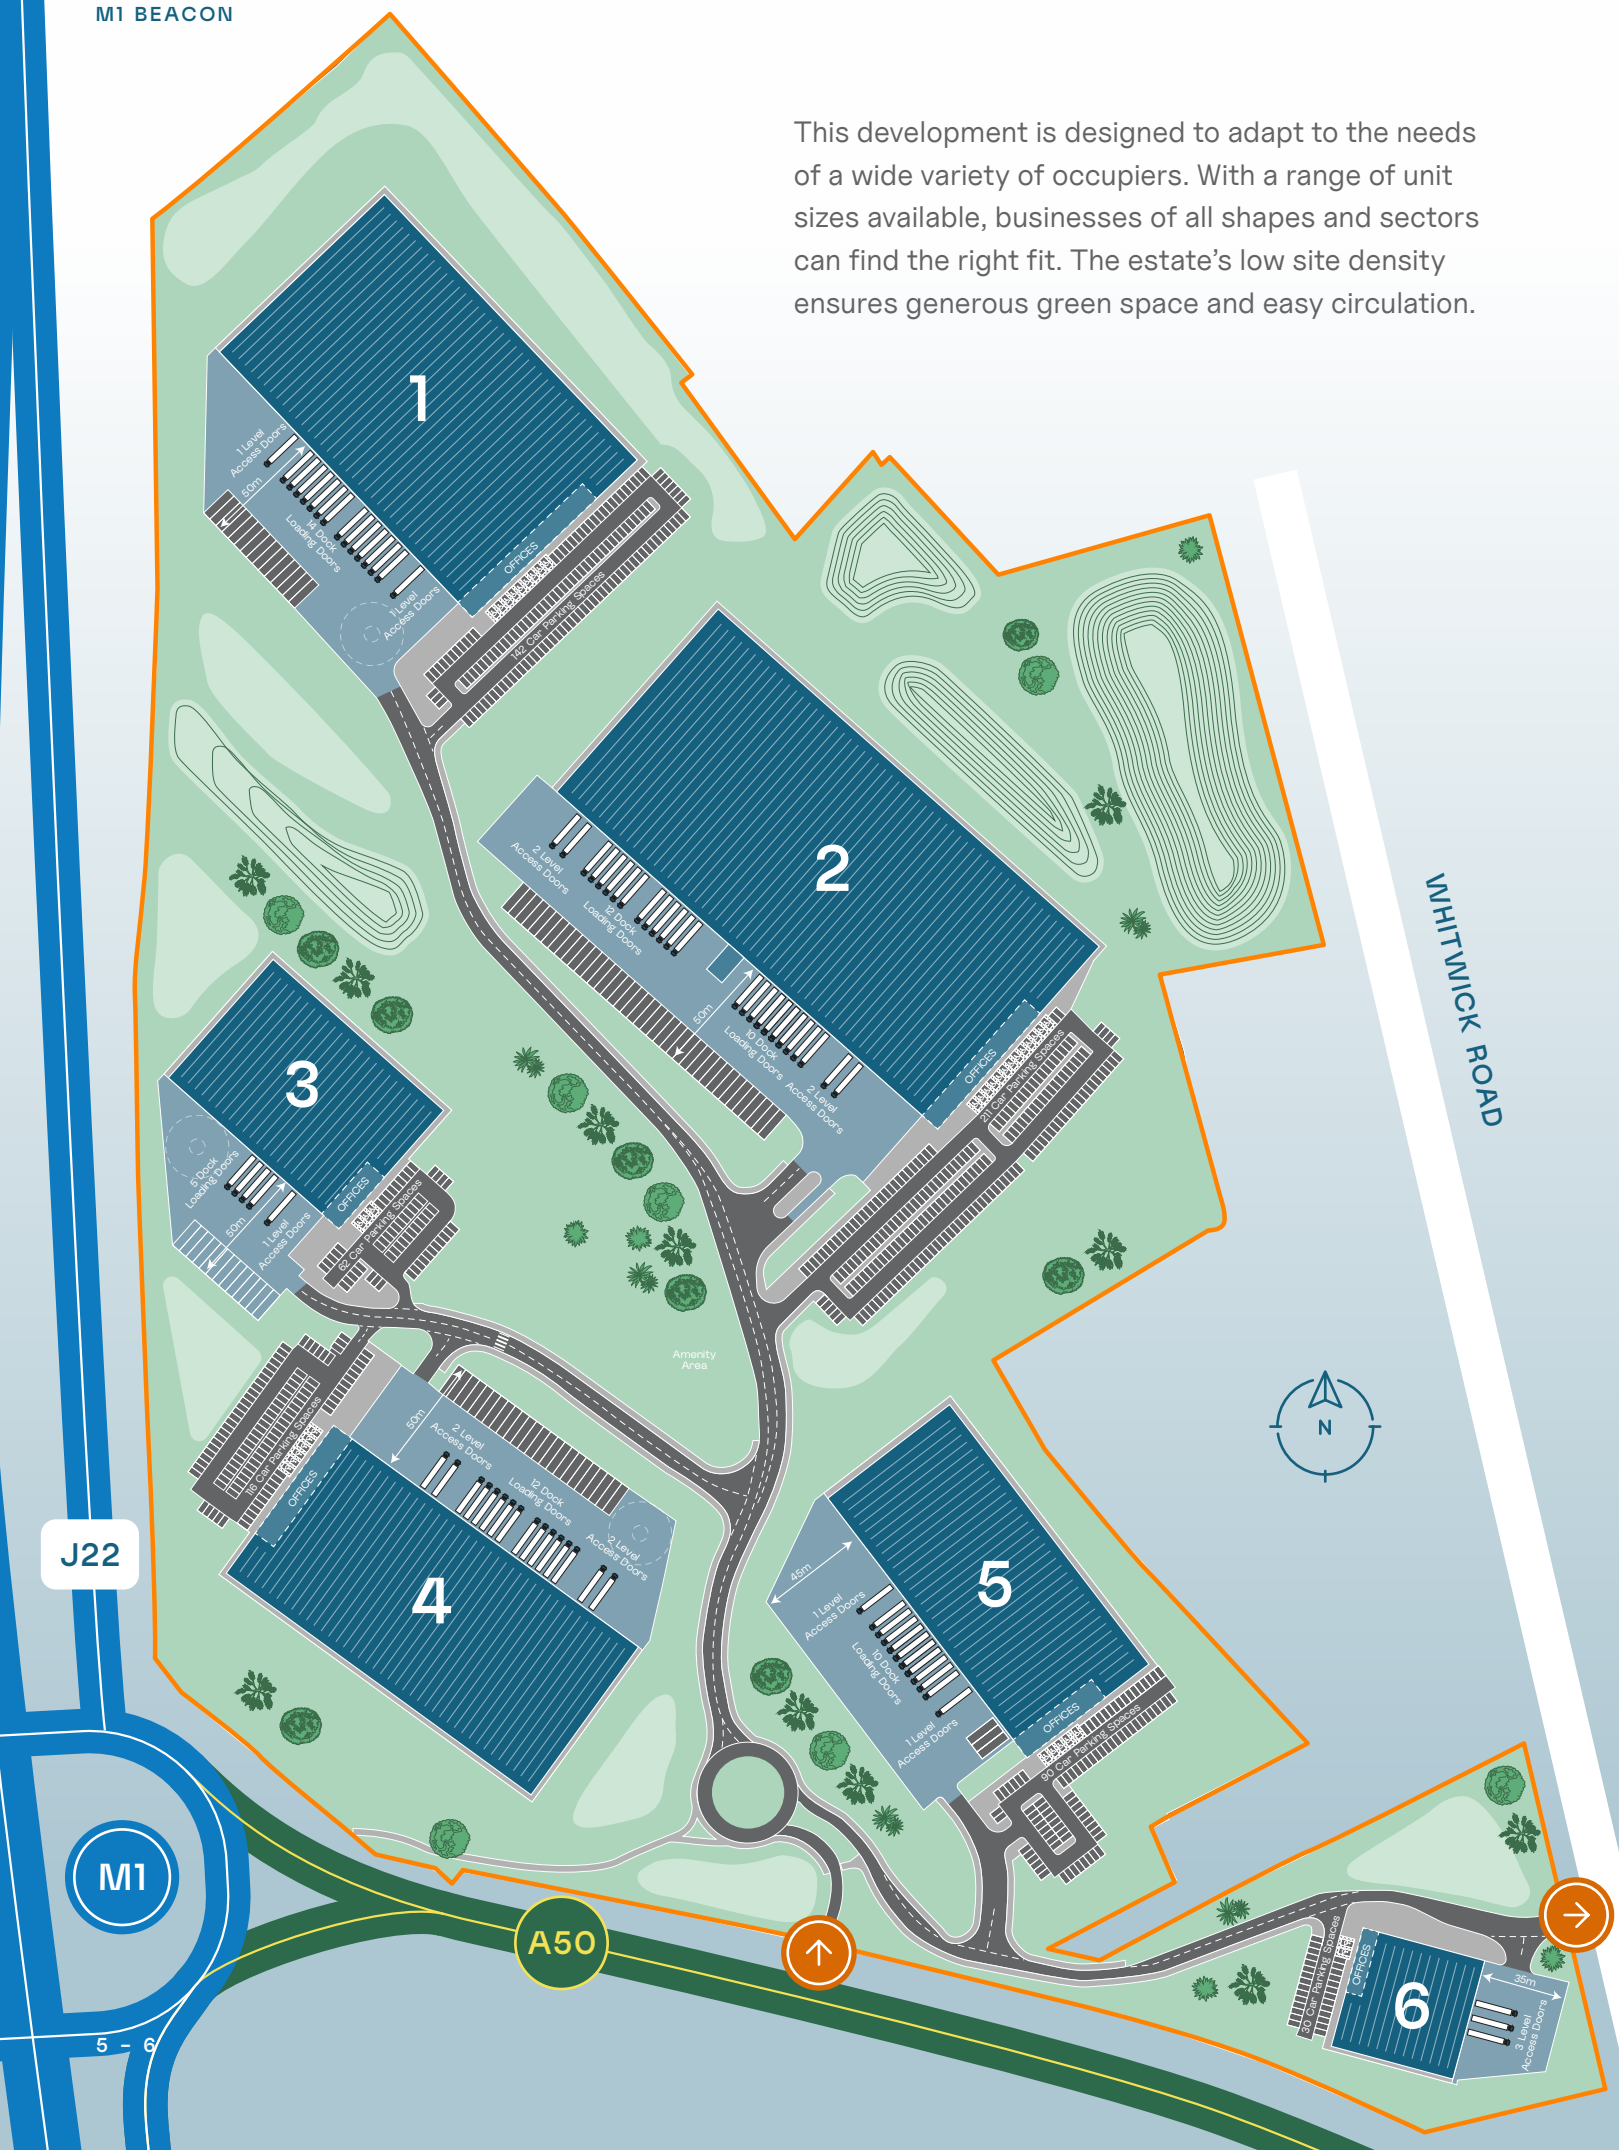 M1 BEACON
This development is designed to adapt to the needs
of a wide variety of occupiers. With a range of unit
sizes available, businesses of all shapes and sectors
can find the right fit. The estate's low site density
ensures generous green space and easy circulation.
1
1 Level
Access Doors
50m
14 Dock
Loading Doors
1 Level
Access Doors
OFFICES
142 Car Parking Spaces
2
2 Level
Access Doors
12 Dock
Loading Doors
50m
10 Dock
Loading Doors
2 Level
Access Doors
OFFICES
211 Car Parking Spaces
WHITWICK ROAD
3
5 Dock
Loading Doors
50m
1 Level
Access Doors
OFFICES
62 Car Parking Spaces
Amenity
Area
N
116 Car Parking Spaces
OFFICES
50m
2 Level
Access Doors
12 Dock
Loading Doors
2 Level
Access Doors
4
J22
5
45m
1 Level
Access Doors
10 Dock
Loading Doors
1 Level
Access Doors
OFFICES
90 Car Parking Spaces
M1
A50
30 Car Parking Spaces
OFFICES
6
35m
3 Level
Access Doors
5 - 6